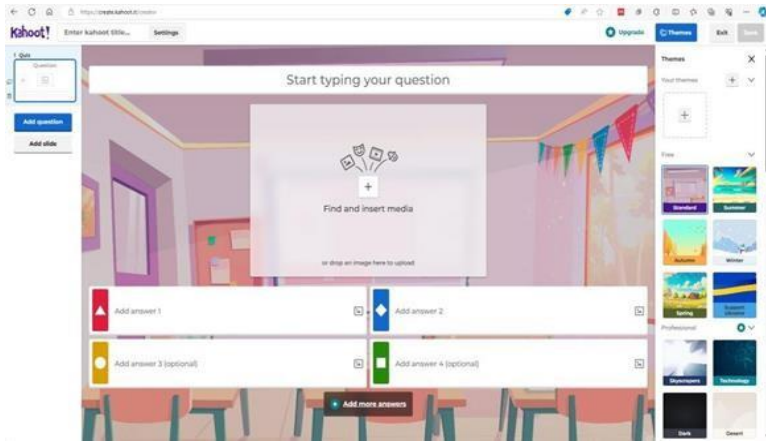 https://create.kahoot.it/creator
Kahoot!
Enter kahoot title...
Settings
Upgrade
Themes
Exit
Save
1 Quiz
Question
Add question
Add slide
Start typing your question
Find and insert media
or drop an image here to upload
Add answer 1
Add answer 2
Add answer 3 (optional)
Add answer 4 (optional)
Add more answers
Themes
Your themes
Free
Standard
Summer
Autumn
Winter
Spring
Support Ukraine
Professional
Skyscrapers
Technology
Dark
Desert